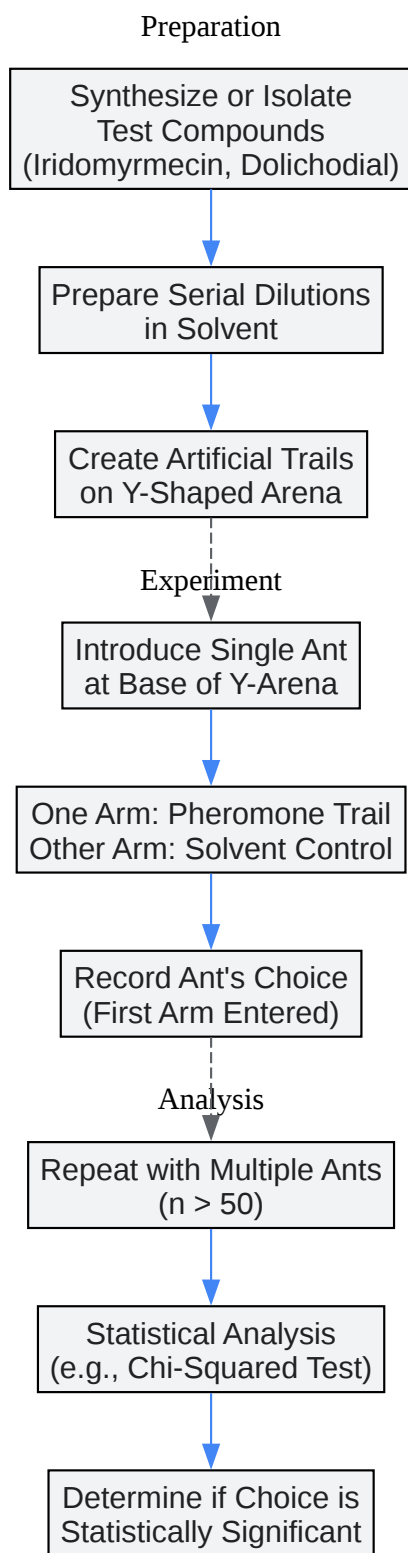 Preparation
Synthesize or Isolate
Test Compounds
(Iridomyrmecin, Dolichodial)
Prepare Serial Dilutions
in Solvent
Create Artificial Trails
on Y-Shaped Arena
Experiment
Introduce Single Ant
at Base of Y-Arena
One Arm: Pheromone Trail
Other Arm: Solvent Control
Record Ant's Choice
(First Arm Entered)
Analysis
Repeat with Multiple Ants
(n > 50)
Statistical Analysis
(e.g., Chi-Squared Test)
Determine if Choice is
Statistically Significant